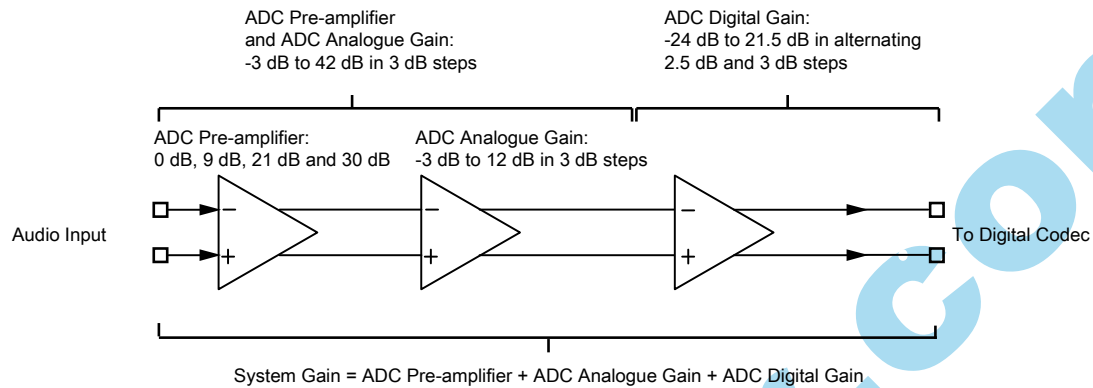 ADC Pre-amplifier
and ADC Analogue Gain:
-3 dB to 42 dB in 3 dB steps
ADC Digital Gain:
-24 dB to 21.5 dB in alternating
2.5 dB and 3 dB steps
ADC Pre-amplifier:
0 dB, 9 dB, 21 dB and 30 dB
ADC Analogue Gain:
-3 dB to 12 dB in 3 dB steps
Audio Input
− − −
+ + +
To Digital Codec
System Gain = ADC Pre-amplifier + ADC Analogue Gain + ADC Digital Gain